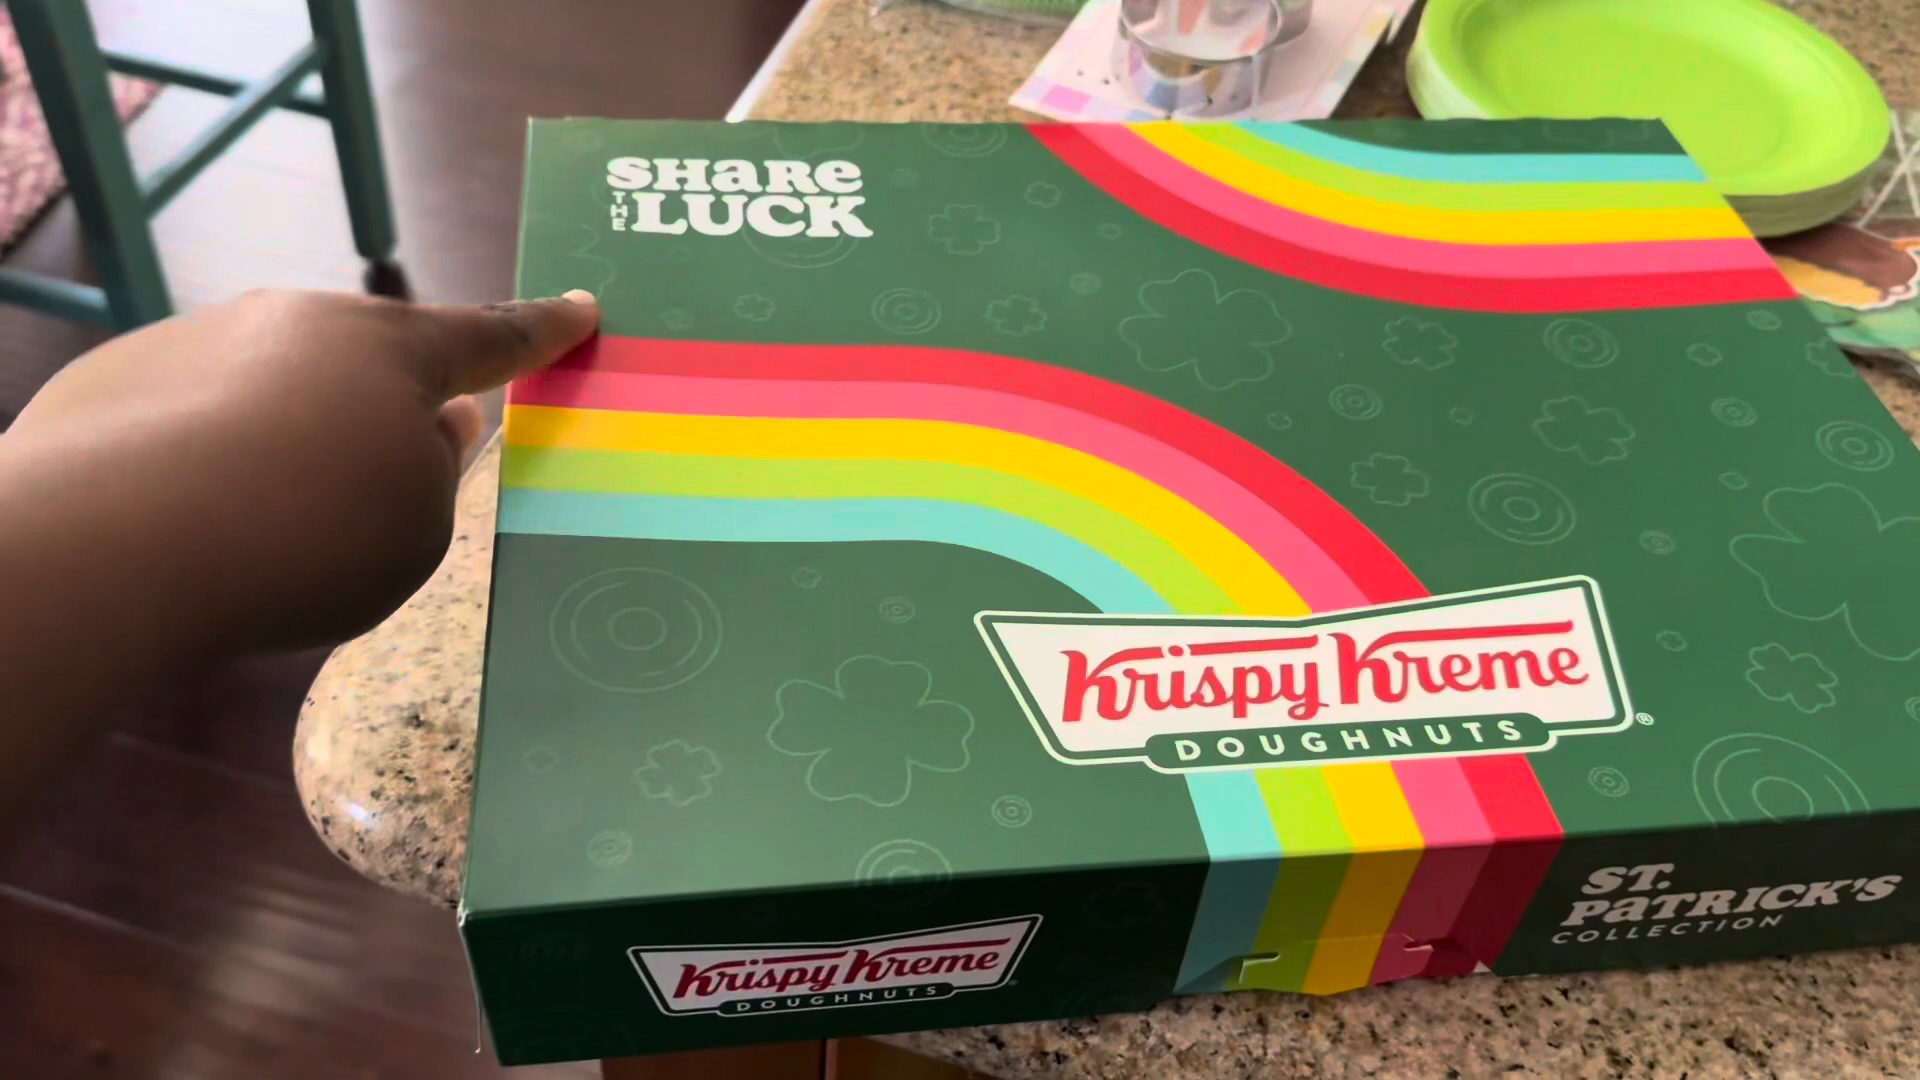 SHARE
THE
LUCK
Krispy Kreme
DOUGHNUTS
®
Krispy Kreme
DOUGHNUTS
ST.
PATRICK'S
COLLECTION